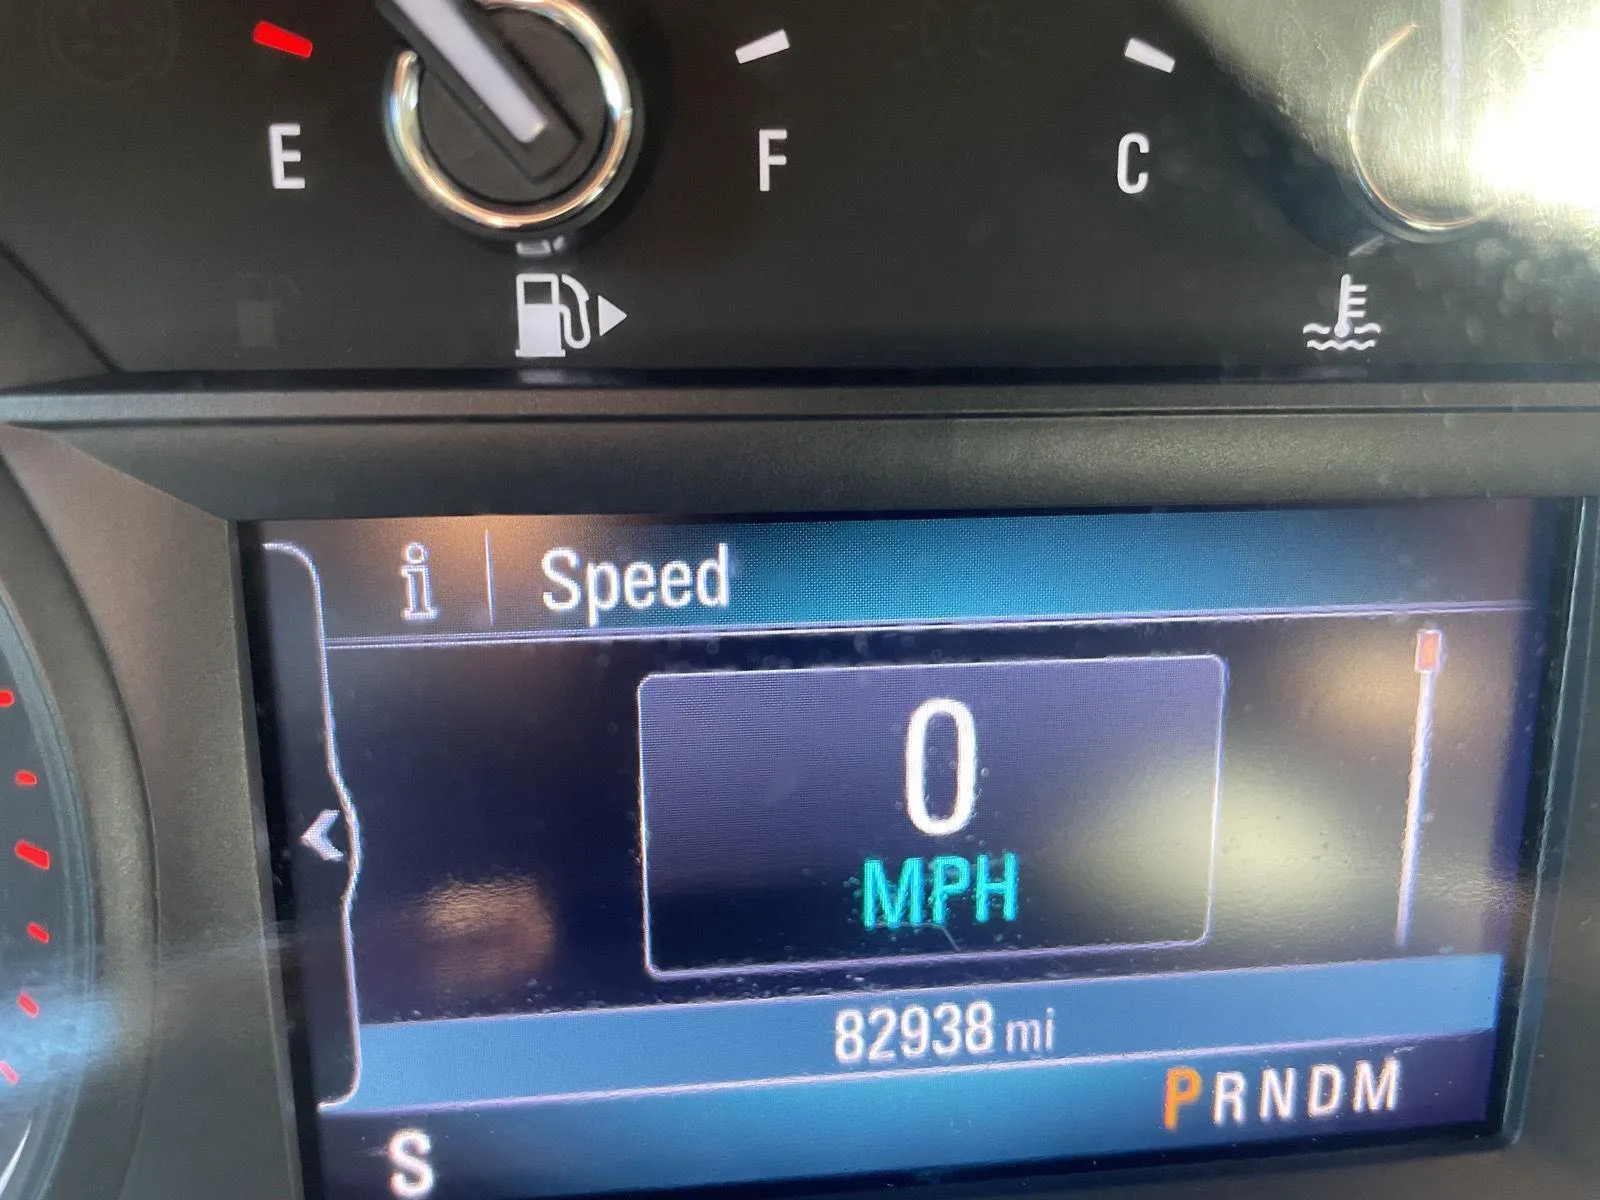 E F C
Speed
0
MPH
82938 mi
PRNDM
S